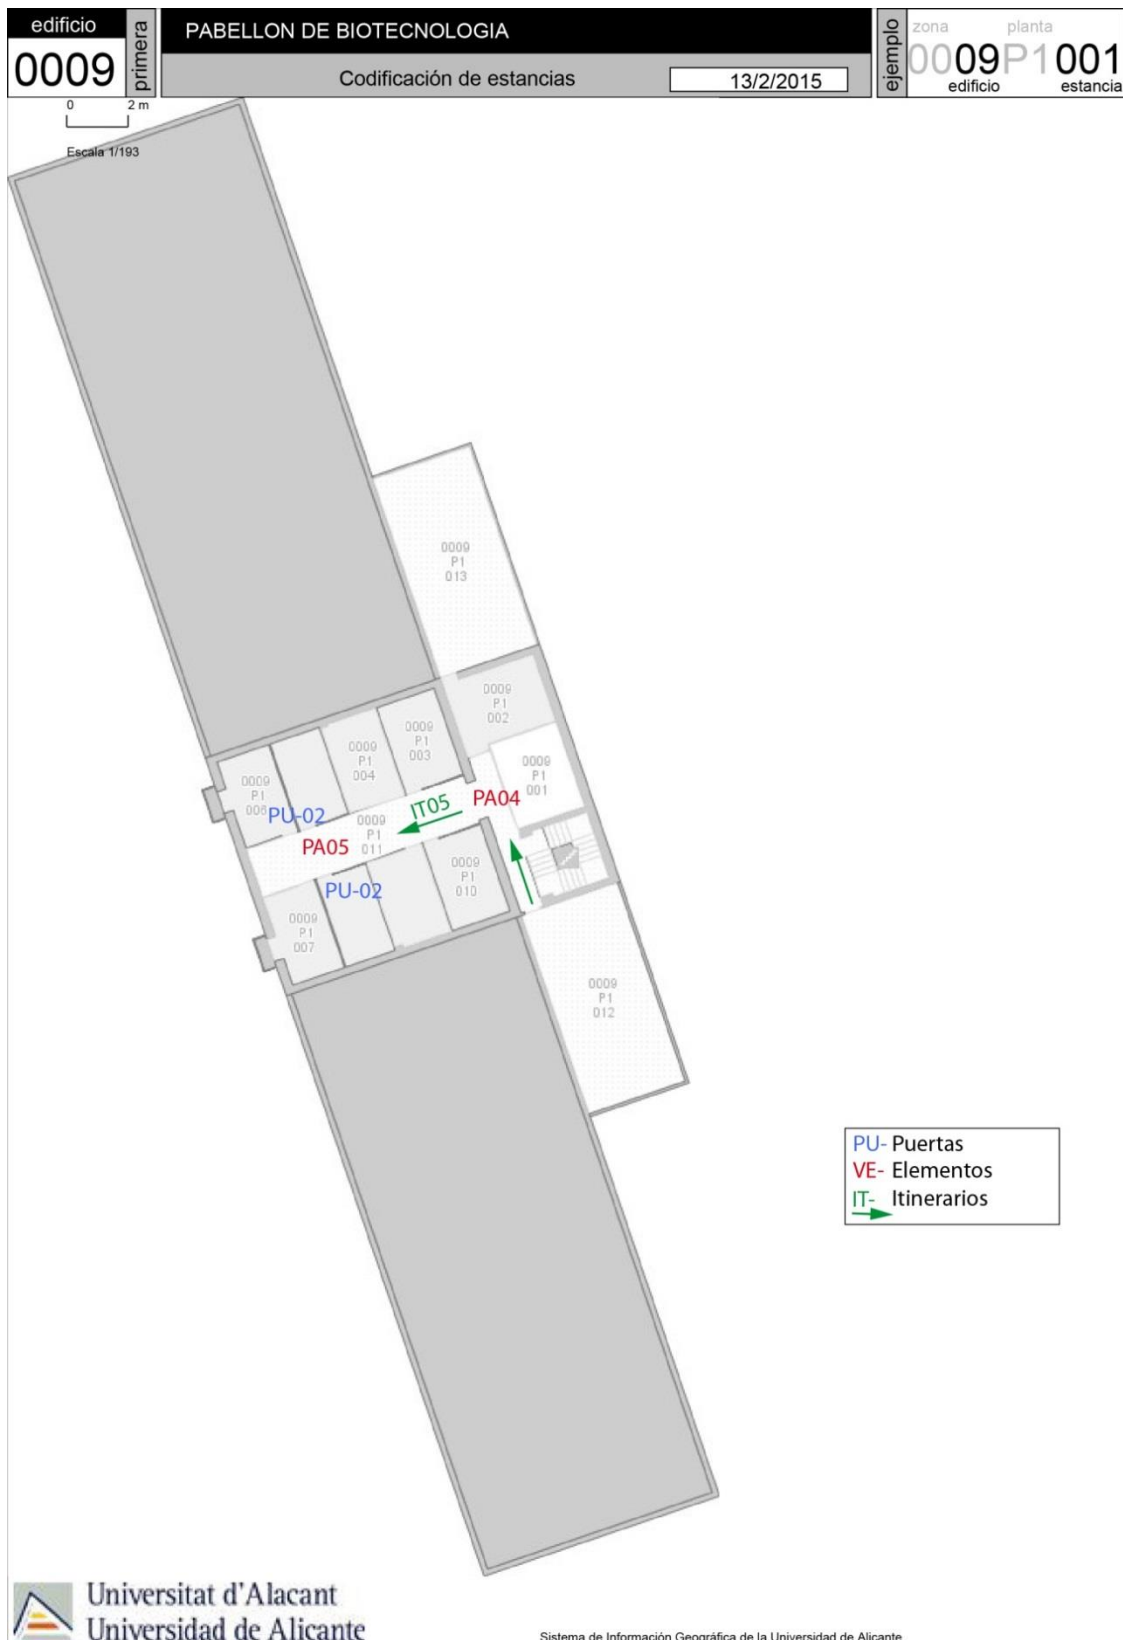 edificio
0009
primera
PABELLON DE BIOTECNOLOGIA
Codificación de estancias
13/2/2015
ejemplo
zona
planta
0009P1001
edificio
estancia
0
2 m
Escala 1/193
0009
P1
013
0009
P1
002
0009
P1
003
0009
P1
004
0009
P1
001
0009
P1
006
PU-02
IT05
PA04
0009
P1
011
PA05
PU-02
0009
P1
010
0009
P1
007
0009
P1
012
PU- Puertas
VE- Elementos
IT- Itinerarios
Universitat d'Alacant
Universidad de Alicante
Sistema de Información Geográfica de la Universidad de Alicante